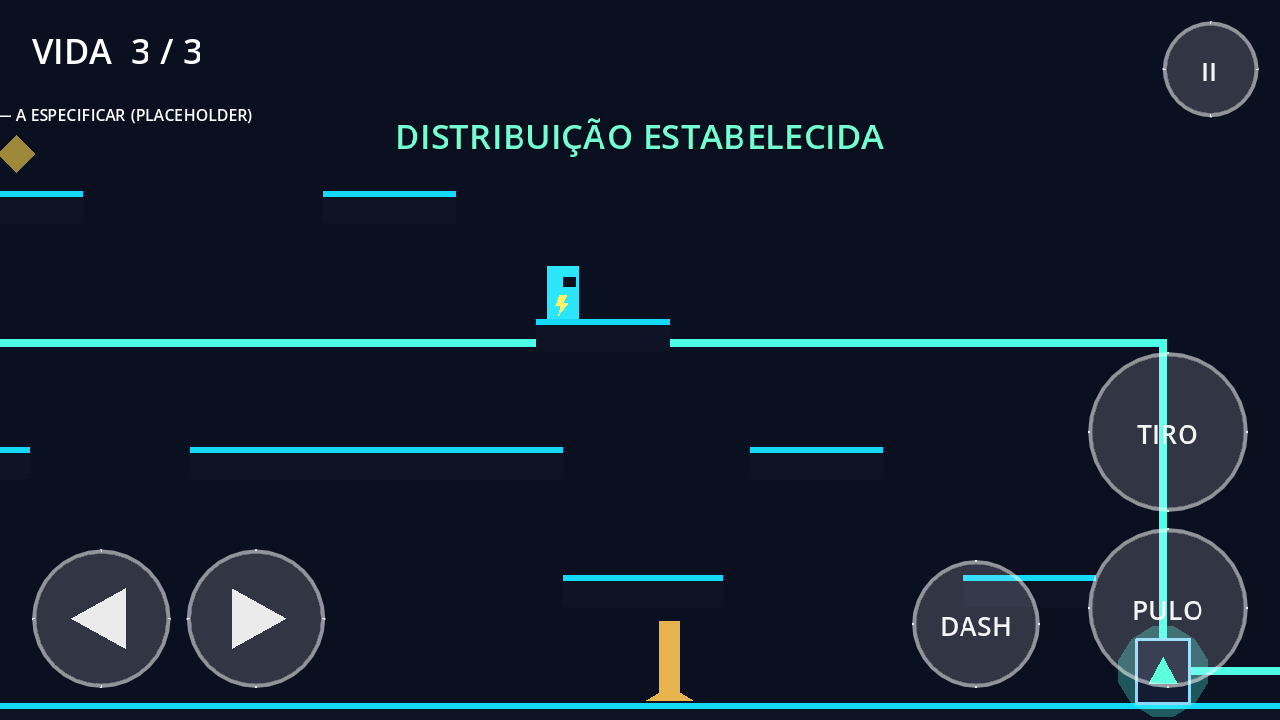 VIDA 3 / 3
II
— A ESPECIFICAR (PLACEHOLDER)
DISTRIBUIÇÃO ESTABELECIDA
TIRO
PULO
DASH